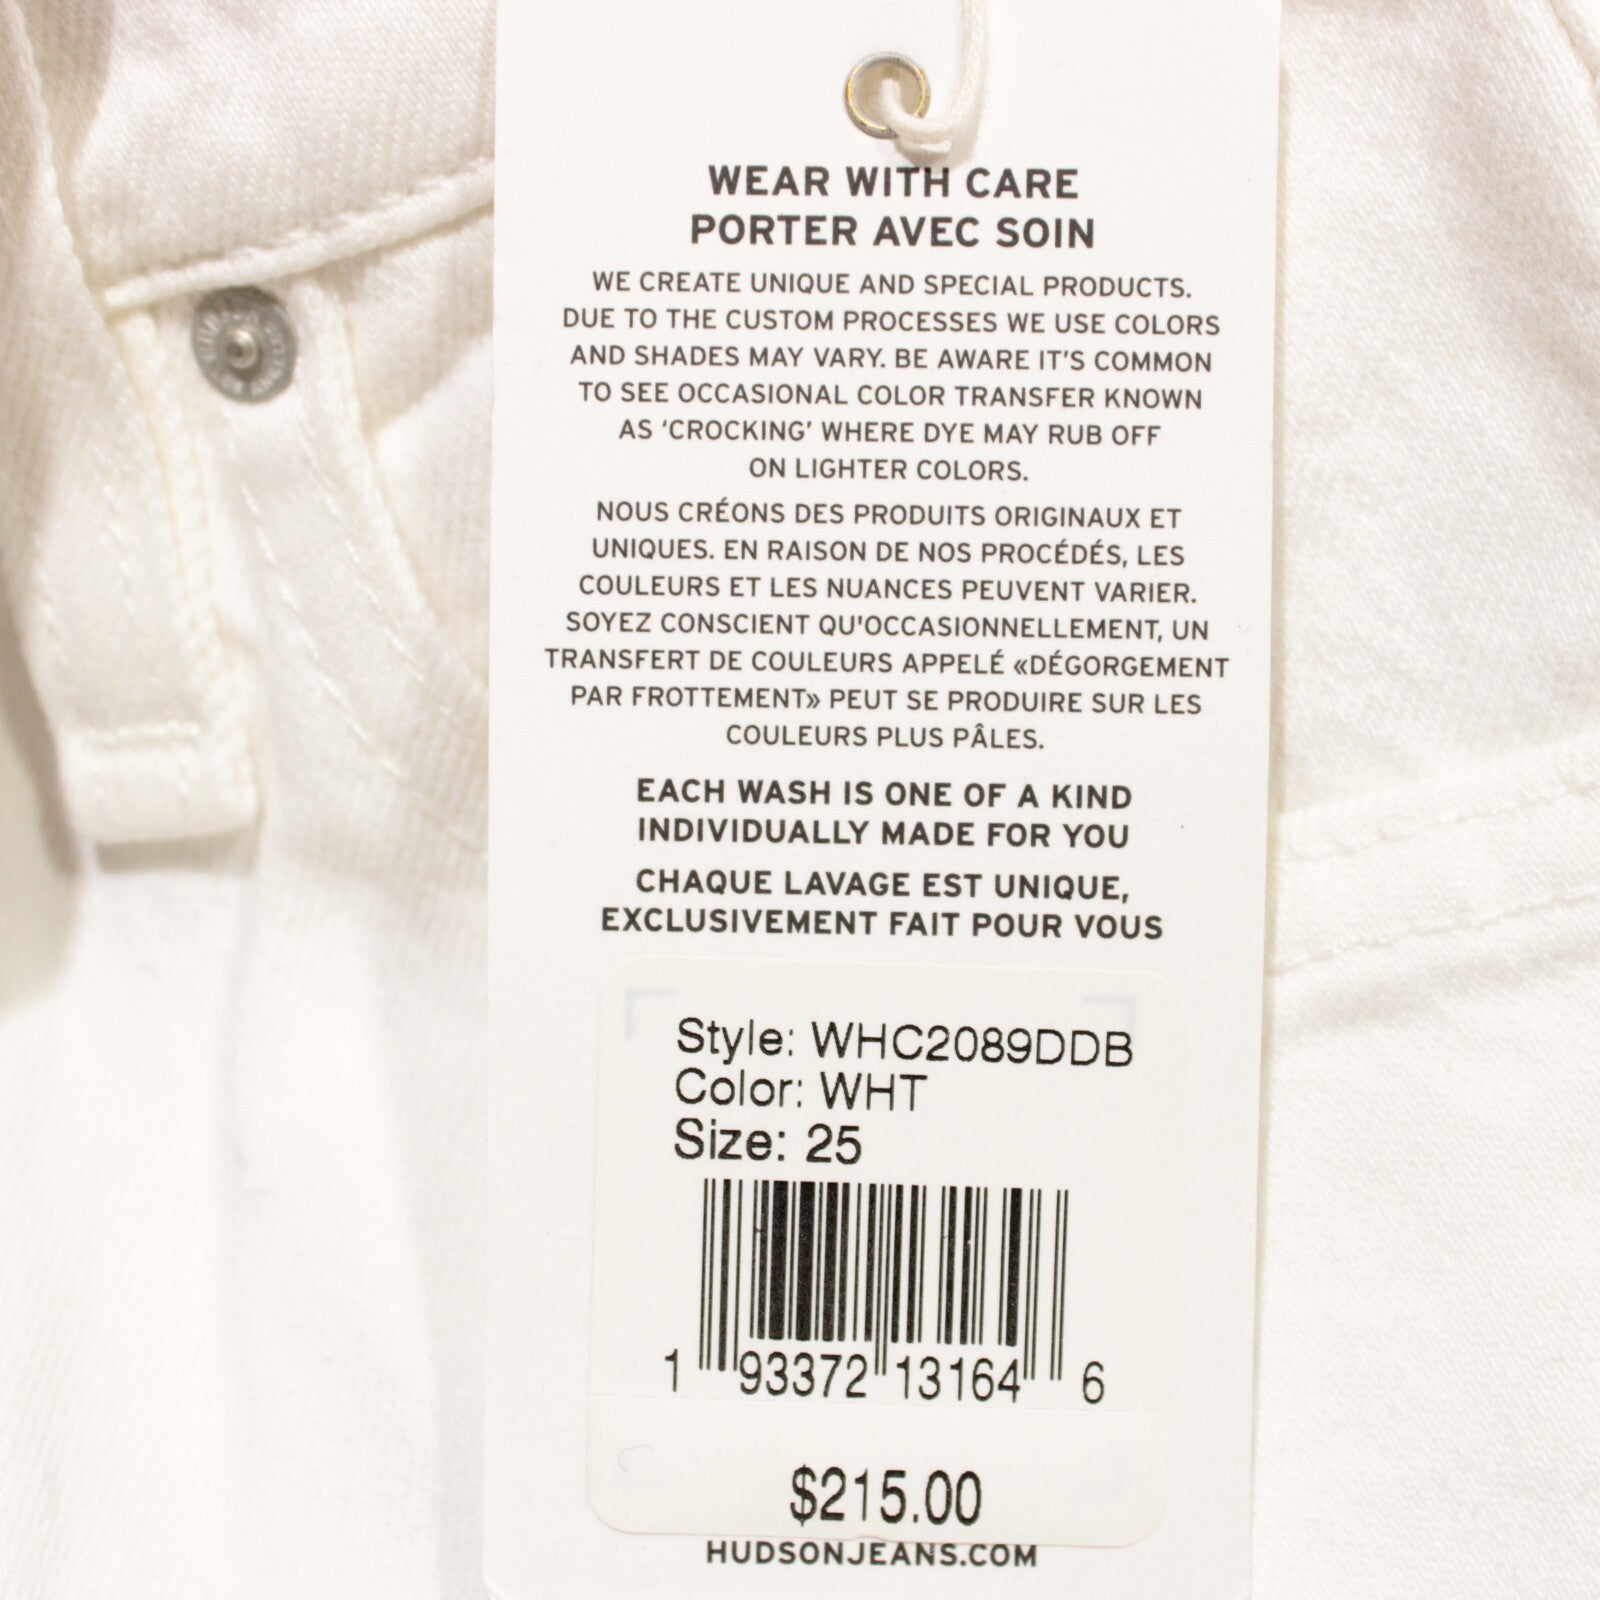 WEAR WITH CARE
PORTER AVEC SOIN
WE CREATE UNIQUE AND SPECIAL PRODUCTS.
DUE TO THE CUSTOM PROCESSES WE USE COLORS
AND SHADES MAY VARY. BE AWARE IT'S COMMON
TO SEE OCCASIONAL COLOR TRANSFER KNOWN
AS ‘CROCKING’ WHERE DYE MAY RUB OFF
ON LIGHTER COLORS.
NOUS CRÉONS DES PRODUITS ORIGINAUX ET
UNIQUES. EN RAISON DE NOS PROCÉDÉS, LES
COULEURS ET LES NUANCES PEUVENT VARIER.
SOYEZ CONSCIENT QU'OCCASIONNELLEMENT, UN
TRANSFERT DE COULEURS APPELÉ «DÉGORGEMENT
PAR FROTTEMENT» PEUT SE PRODUIRE SUR LES
COULEURS PLUS PÂLES.
EACH WASH IS ONE OF A KIND
INDIVIDUALLY MADE FOR YOU
CHAQUE LAVAGE EST UNIQUE,
EXCLUSIVEMENT FAIT POUR VOUS
Style: WHC2089DDB
Color: WHT
Size: 25
1 93372 13164 6
$215.00
HUDSONJEANS.COM